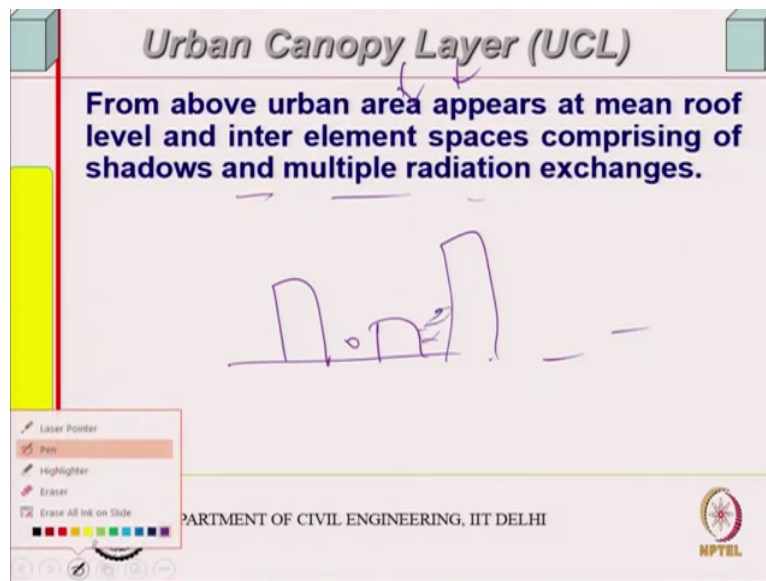 Urban Canopy Layer (UCL)
From above urban area appears at mean roof
level and inter element spaces comprising of
shadows and multiple radiation exchanges.
Laser Pointer
Pen
Highlighter
Eraser
Erase All Ink on Slide
PARTMENT OF CIVIL ENGINEERING, IIT DELHI
NPTEL